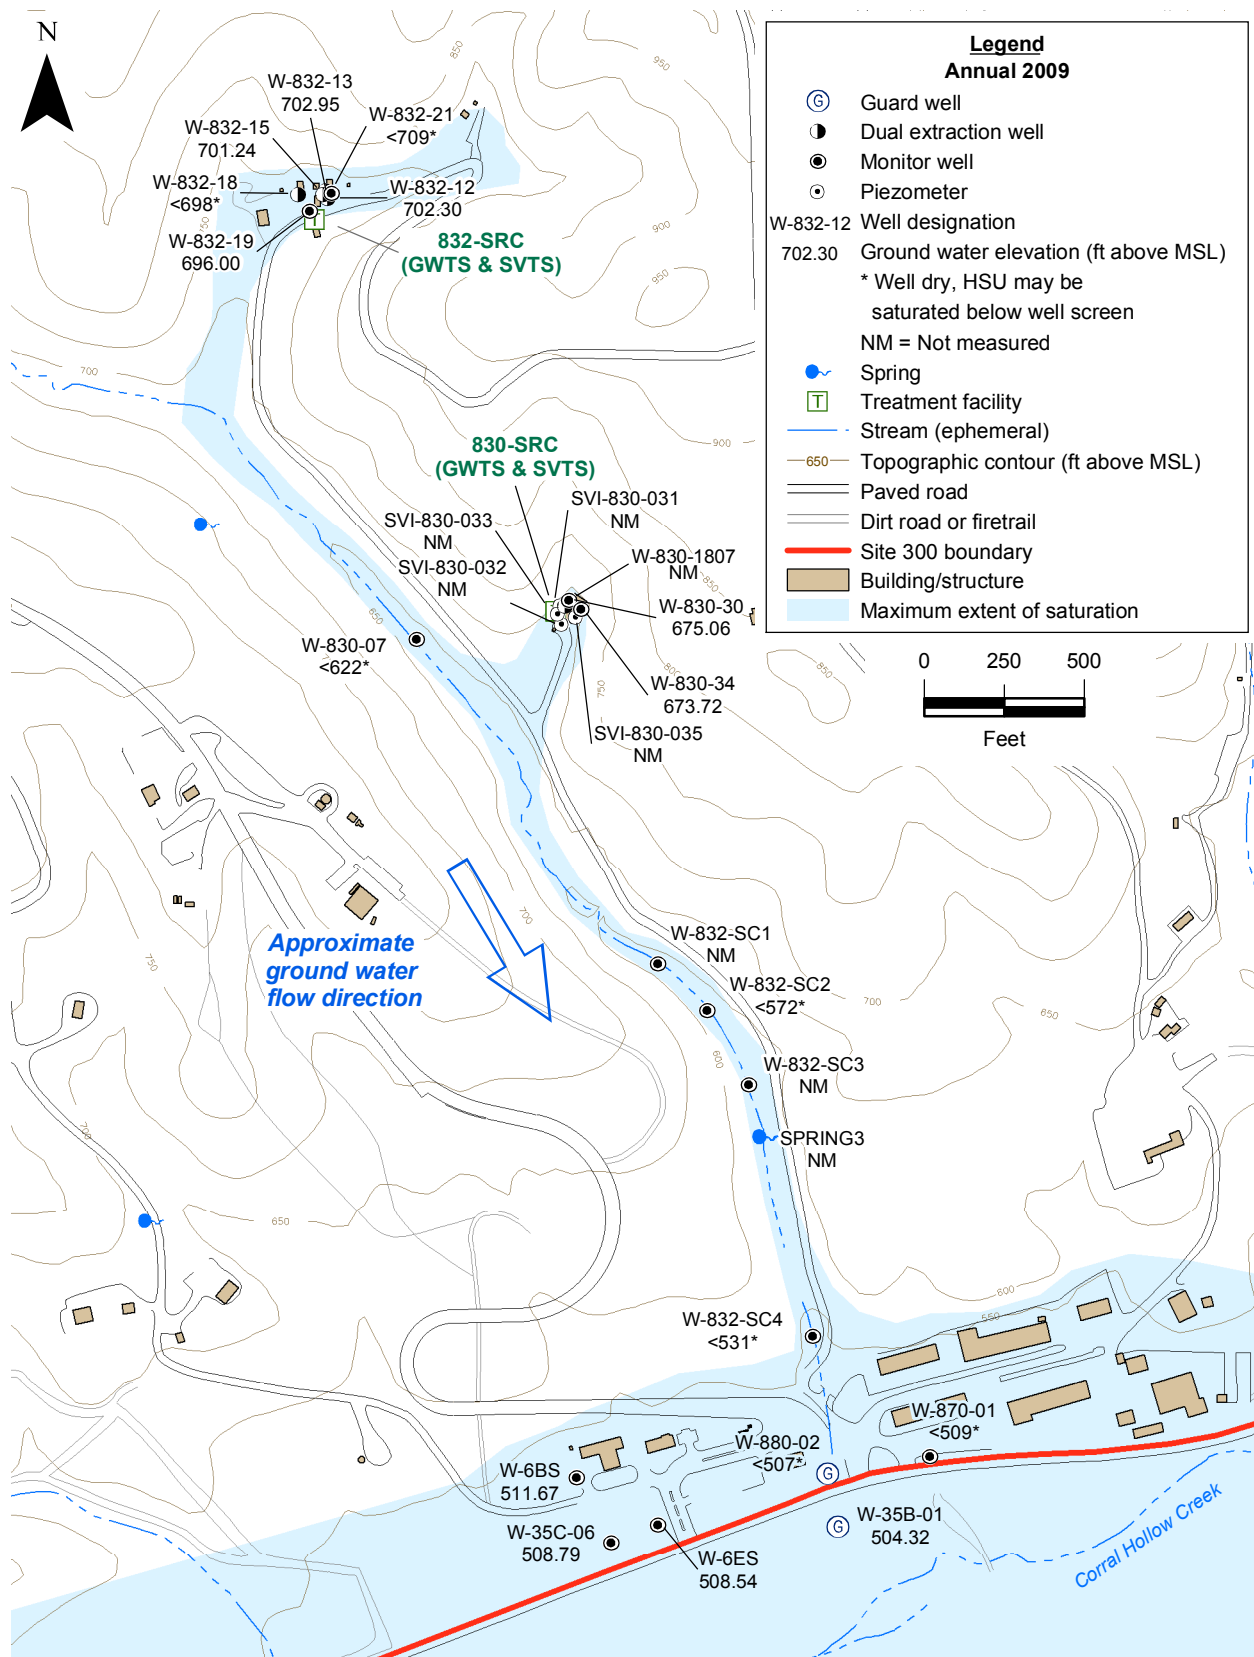 N
Legend
Annual 2009
G Guard well
Dual extraction well
Monitor well
Piezometer
W-832-12 Well designation
702.30 Ground water elevation (ft above MSL)
* Well dry, HSU may be
saturated below well screen
NM = Not measured
Spring
T Treatment facility
Stream (ephemeral)
650 Topographic contour (ft above MSL)
Paved road
Dirt road or firetrail
Site 300 boundary
Building/structure
Maximum extent of saturation
0 250 500
Feet
850
950
W-832-13
702.95
W-832-21
<709*
W-832-15
701.24
W-832-18
<698*
W-832-12
702.30
W-832-19
696.00
T
750
832-SRC
(GWTS & SVTS)
900
950
700
900
830-SRC
(GWTS & SVTS)
SVI-830-031
NM
SVI-830-033
NM
SVI-830-032
NM
W-830-1807
NM
850
W-830-30
675.06
650
W-830-07
<622*
800
850
750
W-830-34
673.72
SVI-830-035
NM
700
750
Approximate
ground water
flow direction
W-832-SC1
NM
W-832-SC2
<572*
700
650
600
W-832-SC3
NM
700
SPRING3
NM
650
600
550
W-832-SC4
<531*
W-870-01
<509*
W-880-02
<507*
G
W-6BS
511.67
W-35C-06
508.79
W-6ES
508.54
G
W-35B-01
504.32
Corral Hollow Creek